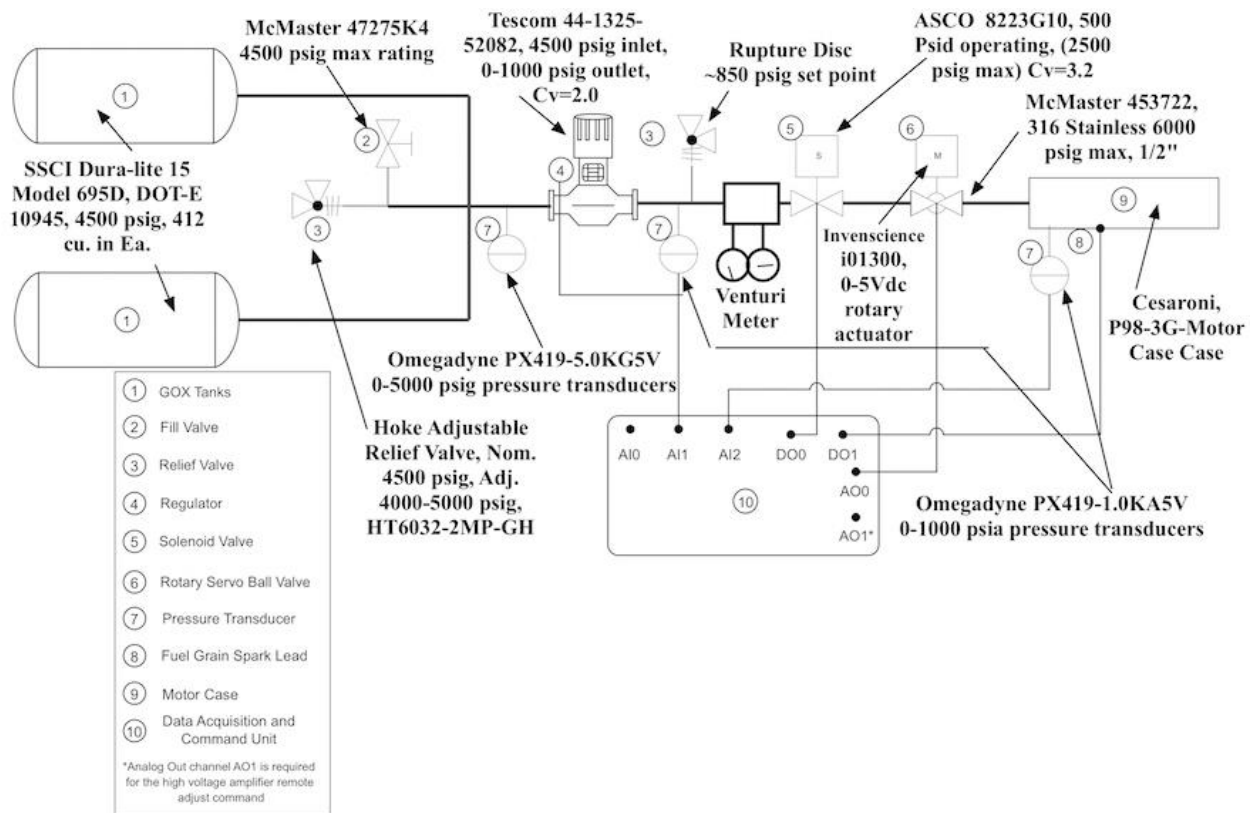 McMaster 47275K4
4500 psig max rating
Tescom 44-1325-
52082, 4500 psig inlet,
0-1000 psig outlet,
Cv=2.0
Rupture Disc
~850 psig set point
ASCO 8223G10, 500
Psid operating, (2500
psig max) Cv=3.2
McMaster 453722,
316 Stainless 6000
psig max, 1/2"
1
2
3
4
5
S
6
M
9
SSCI Dura-lite 15
Model 695D, DOT-E
10945, 4500 psig, 412
cu. in Ea.
3
7
7
8
7
1
Venturi
Meter
Invenscience
i01300,
0-5Vdc
rotary
actuator
Cesaroni,
P98-3G-Motor
Case Case
Omegadyne PX419-5.0KG5V
0-5000 psig pressure transducers
Hoke Adjustable
Relief Valve, Nom.
4500 psig, Adj.
4000-5000 psig,
HT6032-2MP-GH
AI0 AI1 AI2 DO0 DO1
AO0
AO1*
10
Omegadyne PX419-1.0KA5V
0-1000 psia pressure transducers
1 GOX Tanks
2 Fill Valve
3 Relief Valve
4 Regulator
5 Solenoid Valve
6 Rotary Servo Ball Valve
7 Pressure Transducer
8 Fuel Grain Spark Lead
9 Motor Case
10 Data Acquisition and
Command Unit
*Analog Out channel AO1 is required
for the high voltage amplifier remote
adjust command